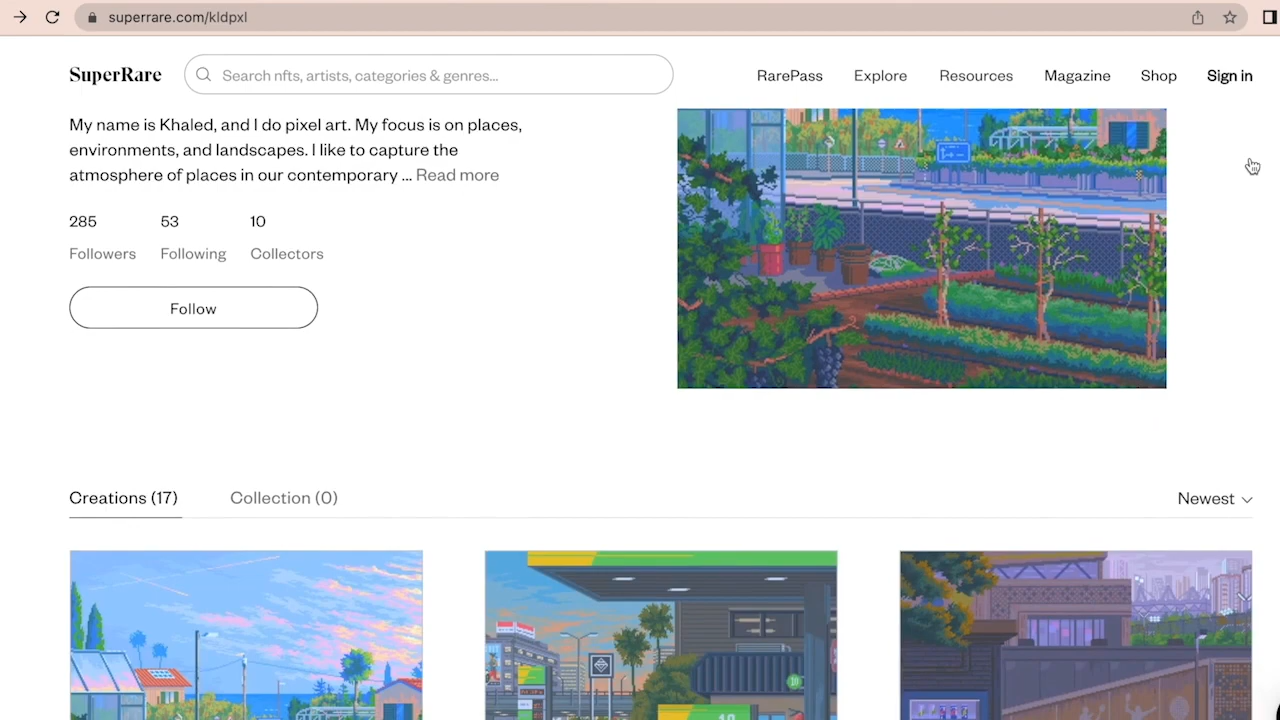 superrare.com/kldpxl
SuperRare
Search nfts, artists, categories & genres...
RarePass
Explore
Resources
Magazine
Shop
Sign in
My name is Khaled, and I do pixel art. My focus is on places,
environments, and landscapes. I like to capture the
atmosphere of places in our contemporary ... Read more
285
53
10
Followers
Following
Collectors
Follow
Creations (17)
Collection (0)
Newest